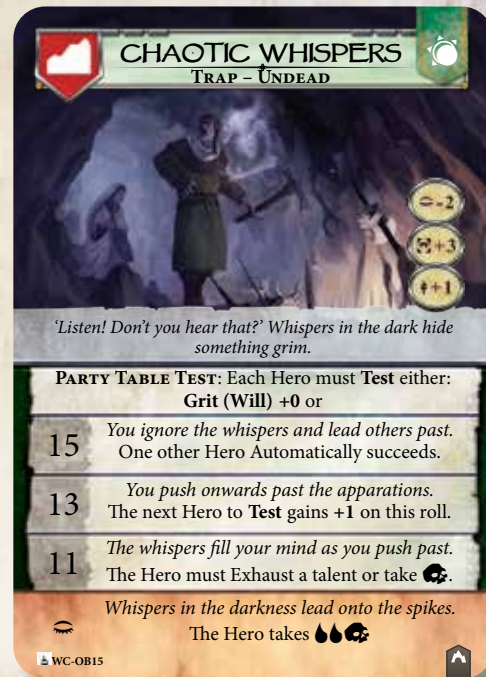 CHAOTIC WHISPERS
TRAP – UNDEAD
-2
+3
+1
'Listen! Don't you hear that?' Whispers in the dark hide
something grim.
PARTY TABLE TEST: Each Hero must Test either:
Grit (Will) +0 or
15
You ignore the whispers and lead others past.
One other Hero Automatically succeeds.
13
You push onwards past the apparations.
The next Hero to Test gains +1 on this roll.
11
The whispers fill your mind as you push past.
The Hero must Exhaust a talent or take .
Whispers in the darkness lead onto the spikes.
The Hero takes
WC-OB15